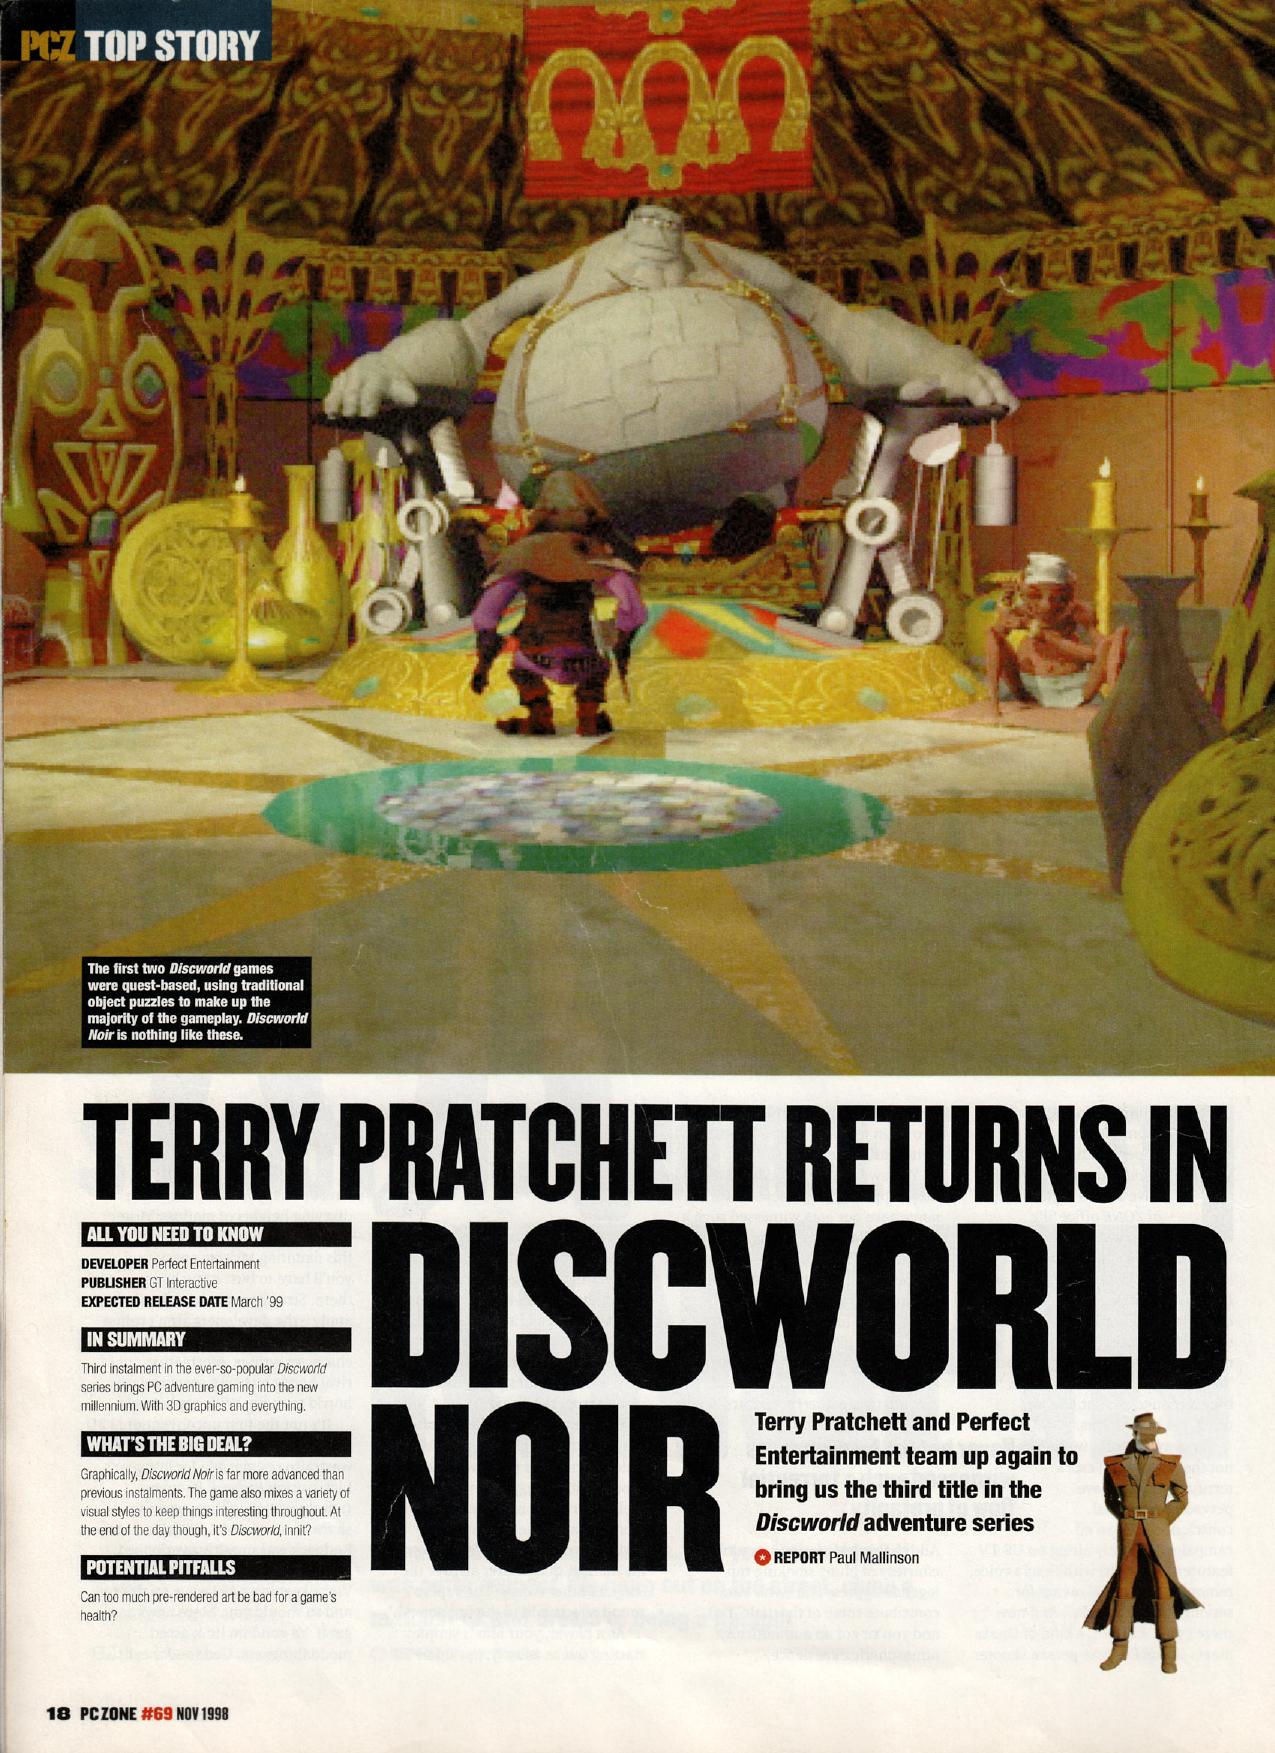 PCZ TOP STORY
The first two Discworld games
were quest-based, using traditional
object puzzles to make up the
majority of the gameplay. Discworld
Noir is nothing like these.
TERRY PRATCHETT RETURNS IN
DISCWORLD
NOIR
ALL YOU NEED TO KNOW
DEVELOPER Perfect Entertainment
PUBLISHER GT Interactive
EXPECTED RELEASE DATE March '99
IN SUMMARY
Third instalment in the ever-so-popular Discworld
series brings PC adventure gaming into the new
millennium. With 3D graphics and everything.
WHAT'S THE BIG DEAL?
Graphically, Discworld Noir is far more advanced than
previous instalments. The game also mixes a variety of
visual styles to keep things interesting throughout. At
the end of the day though, it's Discworld, innit?
POTENTIAL PITFALLS
Can too much pre-rendered art be bad for a game's
health?
Terry Pratchett and Perfect
Entertainment team up again to
bring us the third title in the
Discworld adventure series
REPORT Paul Mallinson
18 PC ZONE #69 NOV 1998